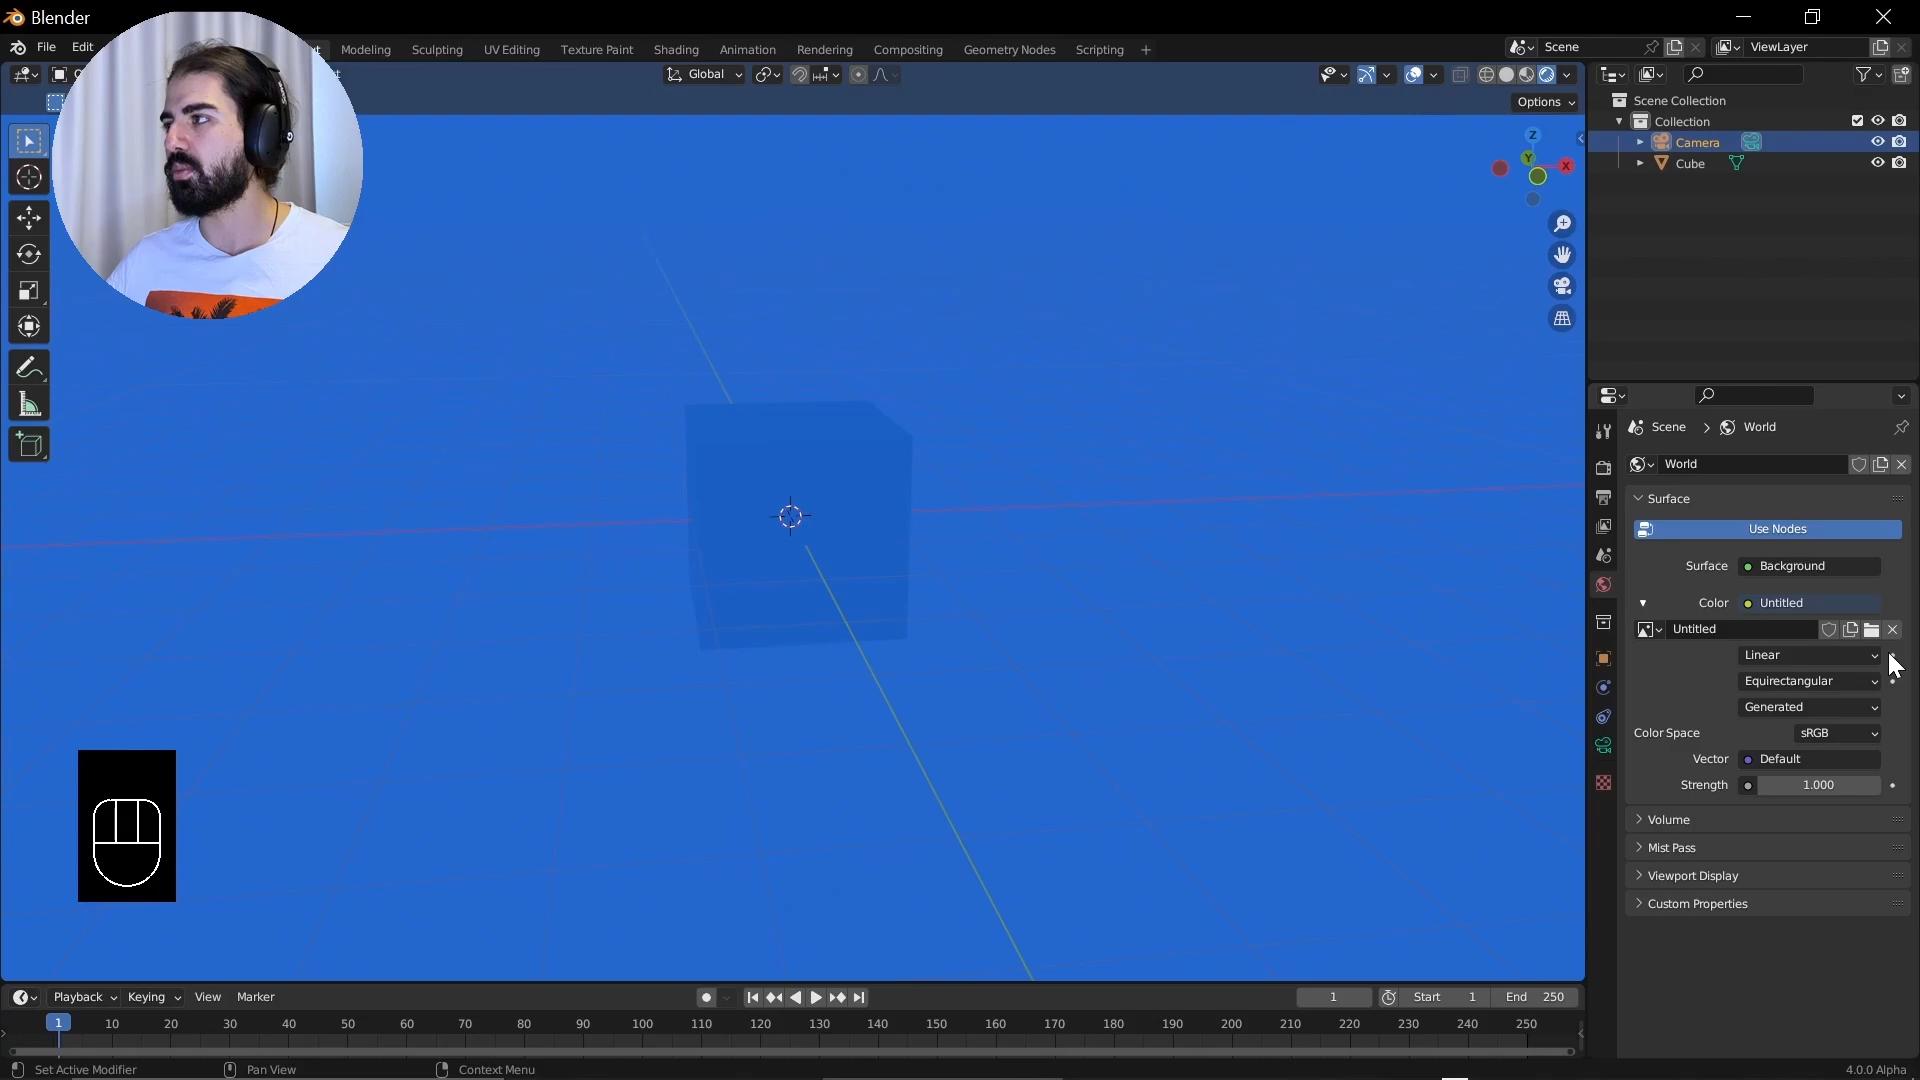 Blender
File Edit Modeling Sculpting UV Editing Texture Paint Shading Animation Rendering Compositing Geometry Nodes Scripting + Scene ViewLayer
Global
Options
Z
Y
X
Scene Collection
Collection
Camera
Cube
Scene > World
World
Surface
Use Nodes
Surface Background
Color Untitled
Untitled
Linear
Equirectangular
Generated
Color Space sRGB
Vector Default
Strength 1.000
Volume
Mist Pass
Viewport Display
Custom Properties
Playback Keying View Marker 1 Start 1 End 250
1 10 20 30 40 50 60 70 80 90 100 110 120 130 140 150 160 170 180 190 200 210 220 230 240 250
Set Active Modifier Pan View Context Menu 4.0.0 Alpha